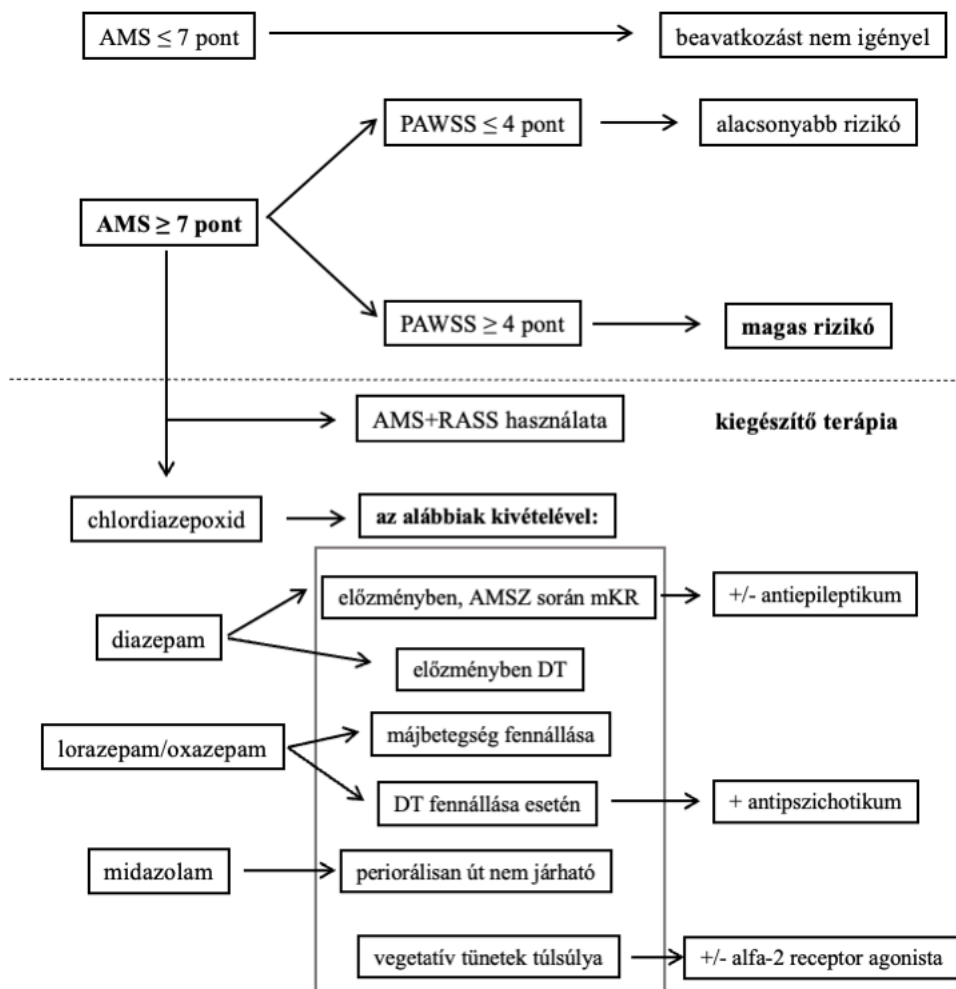 AMS ≤ 7 pont
beavatkozást nem igényel
PAWSS ≤ 4 pont
alacsonyabb rizikó
AMS ≥ 7 pont
PAWSS ≥ 4 pont
magas rizikó
AMS+RASS használata
kiegészítő terápia
chlordiazepoxid
az alábbiak kivételével:
előzményben, AMSZ során mKR
+/- antiepileptikum
diazepam
előzményben DT
májbetegség fennállása
lorazepam/oxazepam
DT fennállása esetén
+ antipszichotikum
midazolam
periorálisan út nem járható
vegetatív tünetek túlsúlya
+/- alfa-2 receptor agonista